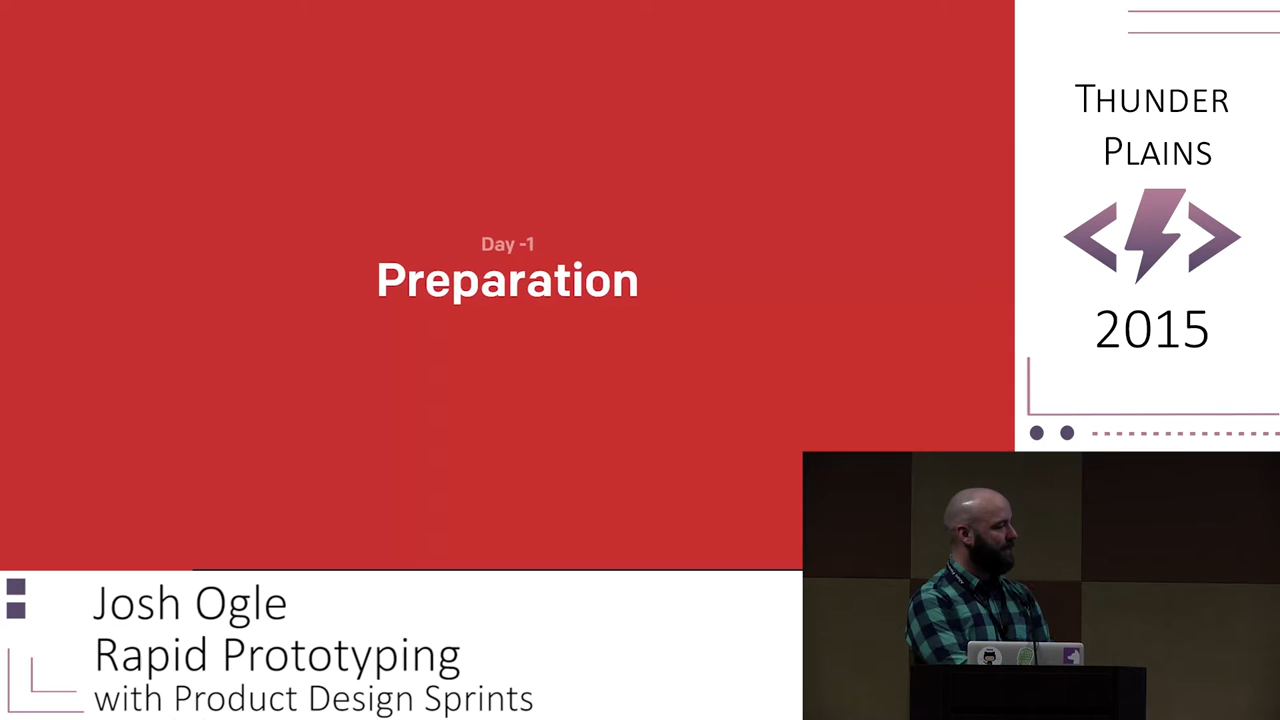 Day -1
Preparation
THUNDER
PLAINS
2015
Josh Ogle
Rapid Prototyping
with Product Design Sprints